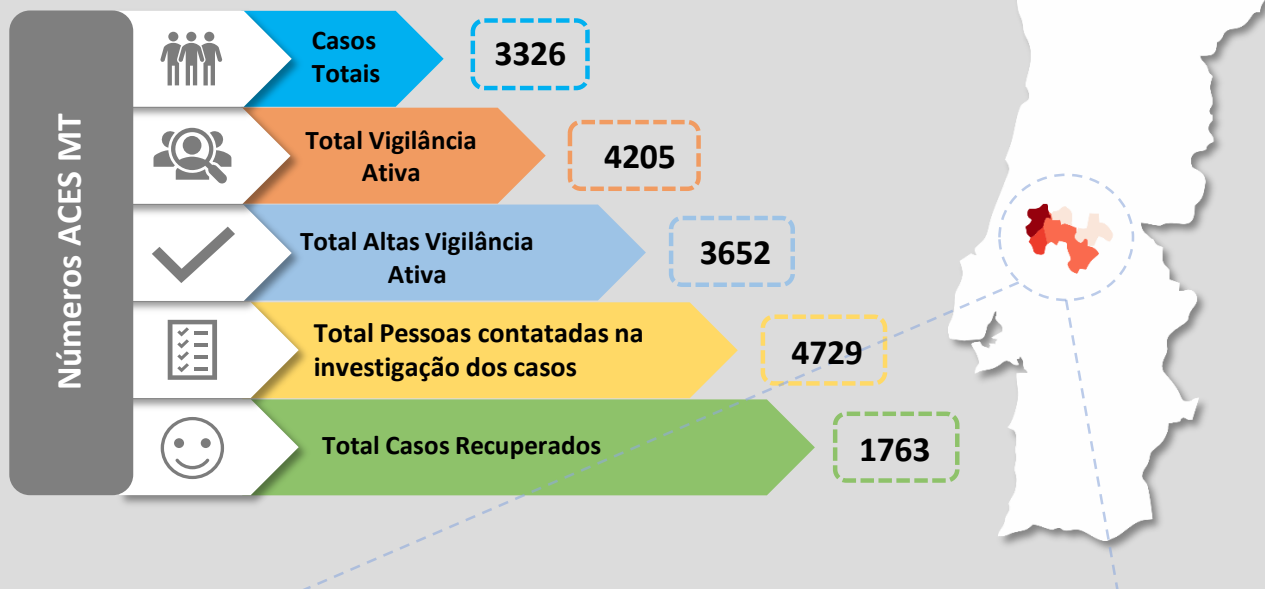 Números ACES MT
Casos
Totais
3326
Total Vigilância
Ativa
4205
Total Altas Vigilância
Ativa
3652
Total Pessoas contatadas na
investigação dos casos
4729
Total Casos Recuperados
1763